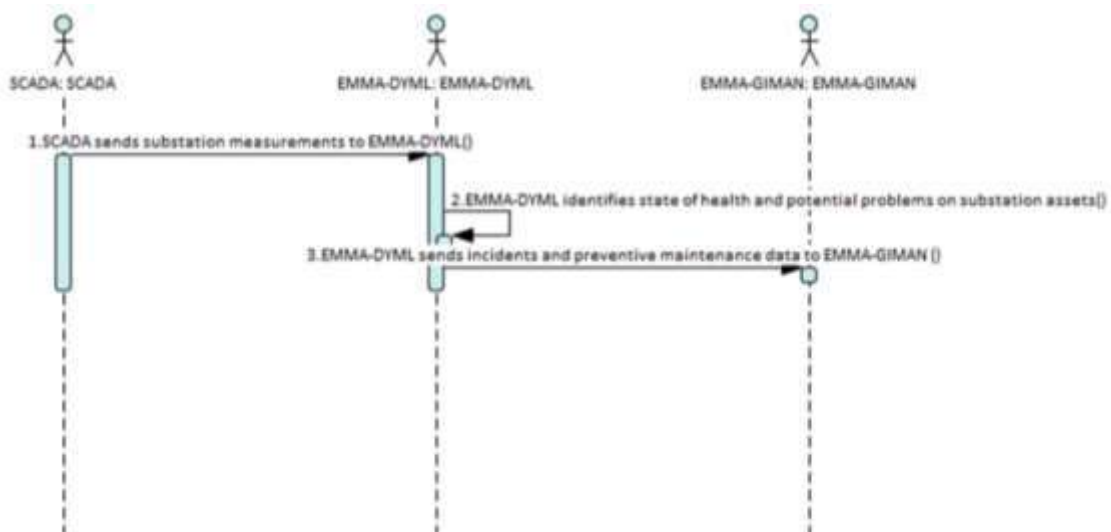 SCADA: SCADA
EMMA-DYML: EMMA-DYML
EMMA-GIMAN: EMMA-GIMAN
1.SCADA sends substation measurements to EMMA-DYML()
2.EMMA-DYML identifies state of health and potential problems on substation assets()
3.EMMA-DYML sends incidents and preventive maintenance data to EMMA-GIMAN ()